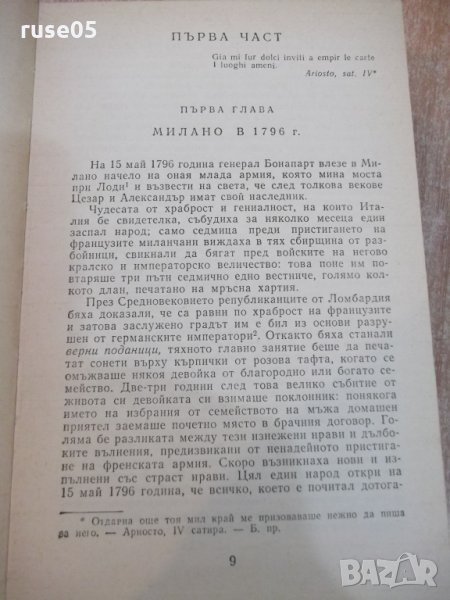 ruse05
ПЪРВА ЧАСТ
Gia mi fur dolci invili a empir le carte
I luoghi ameni.
Ariosto, sat. IV*
ПЪРВА ГЛАВА
МИЛАНО В 1796 г.
На 15 май 1796 година генерал Бонапарт влезе в Ми-
лано начело на оная млада армия, която мина моста
при Лоди¹ и възвести на света, че след толкова векове
Цезар и Александър имат свой наследник.
Чудесата от храброст и гениалност, на които Ита-
лия бе свидетелка, събудиха за няколко месеца един
заспал народ; само седмица преди пристигането на
французите миланчани виждаха в тях сбирщина от раз-
бойници, свикнали да бягат пред войските на негово
кралско и императорско величество: това поне им по-
втаряше три пъти седмично едно вестниче, голямо кол-
кото длан, печатано на мръсна хартия.
През Средновековието републиканците от Ломбардия
бяха доказали, че са равни по храброст на французите
и затова заслужено градът им е бил из основи разру-
шен от германските императори². Откакто бяха станали
верни поданици, тяхното главно занятие беше да пе-
чатат сонети върху кърпички от розова тафта, когато се
омъжваше някоя девойка от благородно или богато се-
мейство. Две-три години след това велико събитие от
живота си девойката си взимаше поклонник: понякога
името на избрания от семейството на мъжа домашен
приятел заемаше почетно място в брачния договор. Го-
ляма бе разликата между тези изнежени нрави и дълбо-
ките вълнения, предизвикани от ненадейното пристига-
не на френската армия. Скоро възникнаха нови и из-
пълнени със страст нрави. Цял един народ откри на
15 май 1796 година, че всичко, което е почитал дотога-
* Отдавна още тоя мил край ме призоваваше нежно да пиша
за него. — Ариосто, IV сатира. — Б. пр.
9
BAZAR